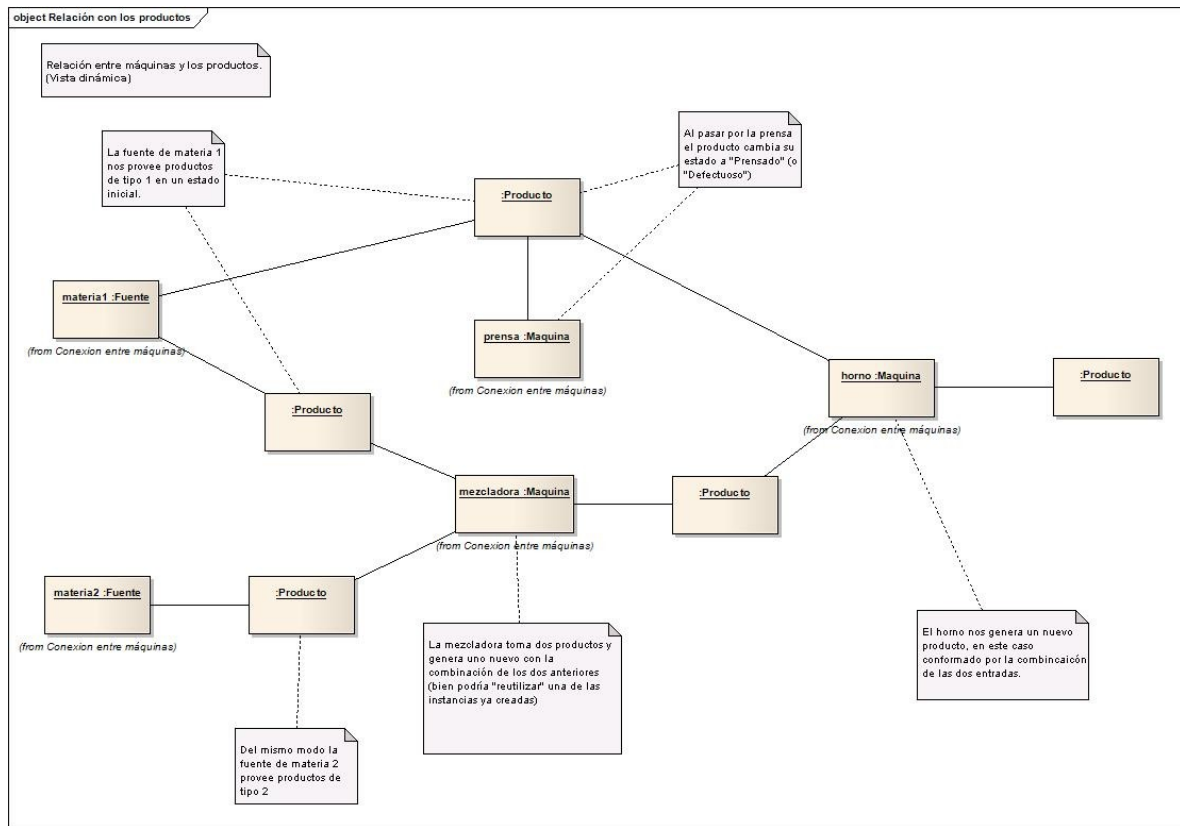 object Relación con los productos
Relación entre máquinas y los productos.
(Vista dinámica)
La fuente de materia 1
nos provee productos
de tipo 1 en un estado
inicial.
Al pasar por la prensa
el producto cambia su
estado a "Prensado" (o
"Defectuoso")
:Producto
materia1 :Fuente
(from Conexion entre máquinas)
prensa :Maquina
(from Conexion entre máquinas)
horno :Maquina
(from Conexion entre máquinas)
:Producto
:Producto
mezcladora :Maquina
(from Conexion entre máquinas)
:Producto
materia2 :Fuente
(from Conexion entre máquinas)
:Producto
La mezcladora toma dos productos y
genera uno nuevo con la
combinación de los dos anteriores
(bien podría "reutilizar" una de las
instancias ya creadas)
El horno nos genera un nuevo
producto, en este caso
conformado por la combincaicón
de las dos entradas.
Del mismo modo la
fuente de materia 2
provee productos de
tipo 2